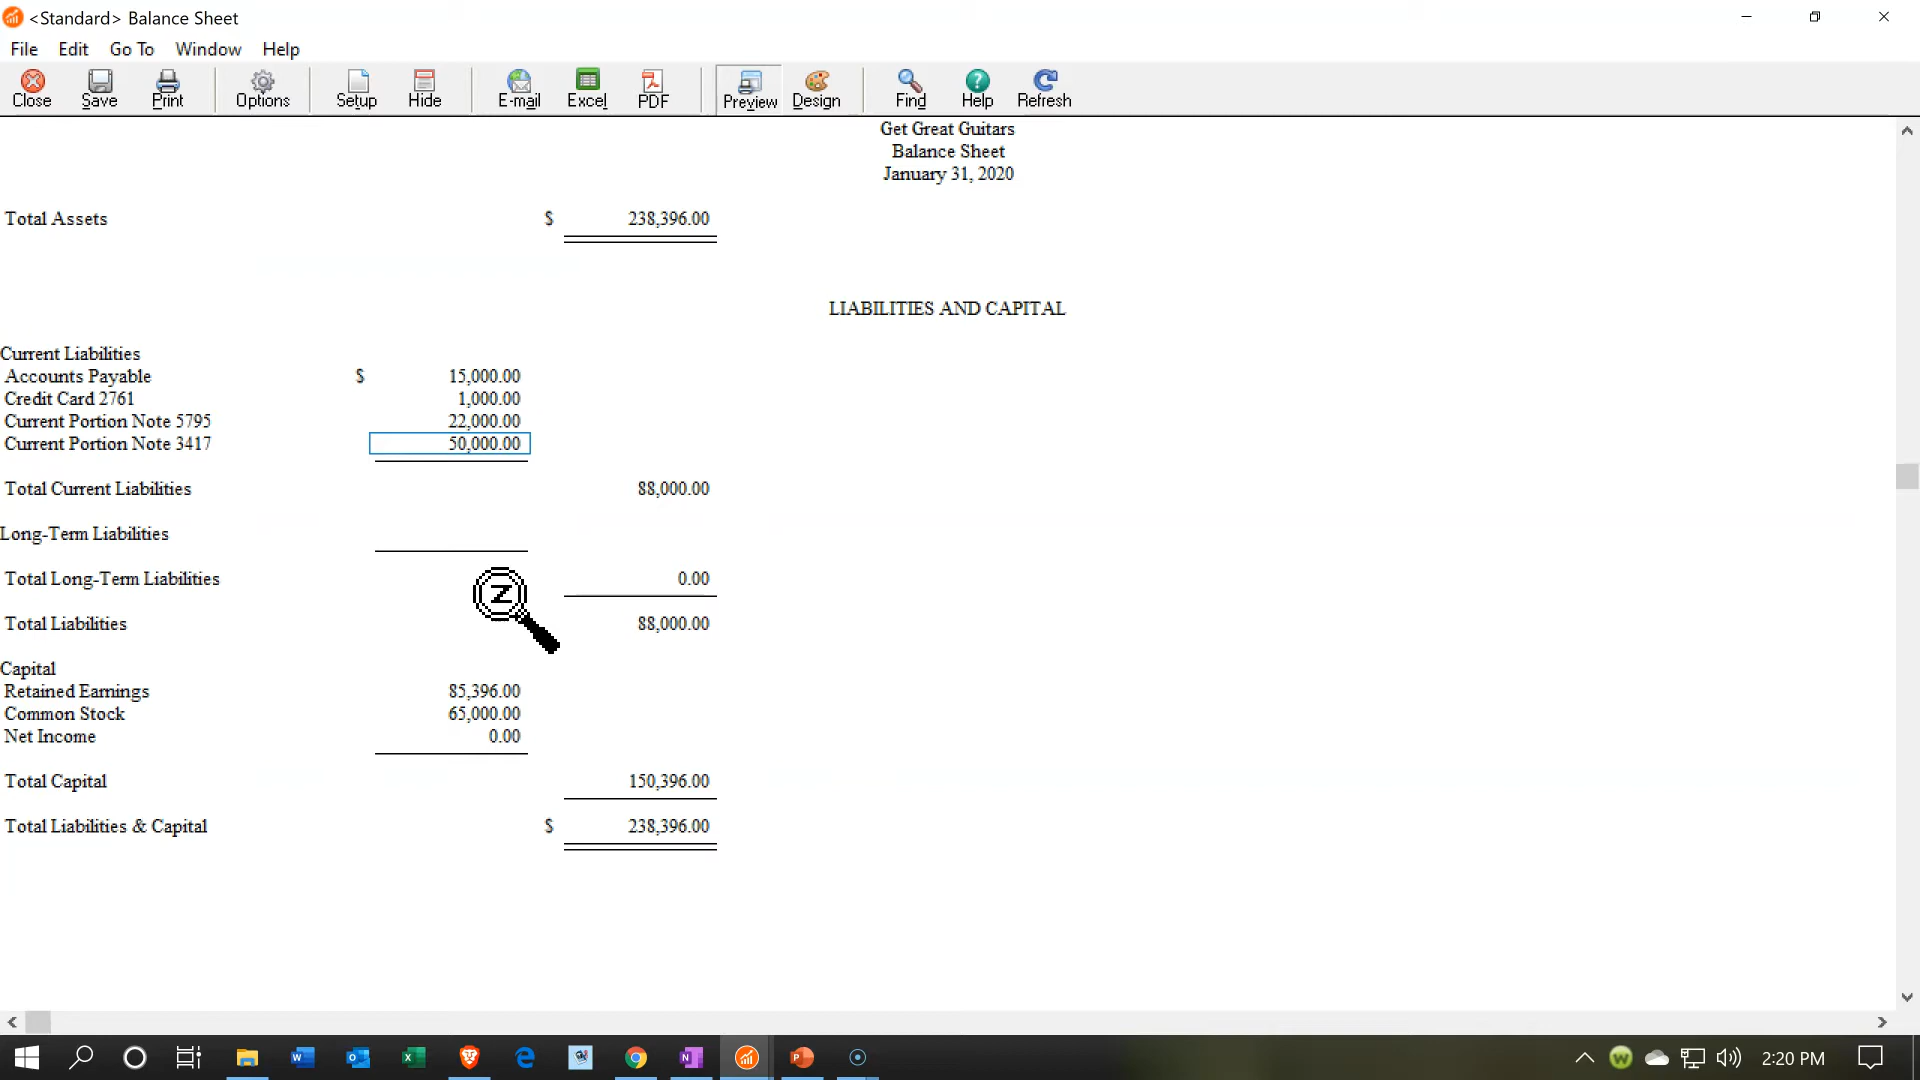 <Standard> Balance Sheet
File Edit Go To Window Help
Close Save Print Options Setup Hide E-mail Excel PDF Preview Design Find Help Refresh
Get Great Guitars
Balance Sheet
January 31, 2020
Total Assets $ 238,396.00
LIABILITIES AND CAPITAL
Current Liabilities
Accounts Payable $ 15,000.00
Credit Card 2761 1,000.00
Current Portion Note 5795 22,000.00
Current Portion Note 3417 50,000.00
Total Current Liabilities 88,000.00
Long-Term Liabilities
Total Long-Term Liabilities 0.00
Z
Total Liabilities 88,000.00
Capital
Retained Earnings 85,396.00
Common Stock 65,000.00
Net Income 0.00
Total Capital 150,396.00
Total Liabilities & Capital $ 238,396.00
2:20 PM